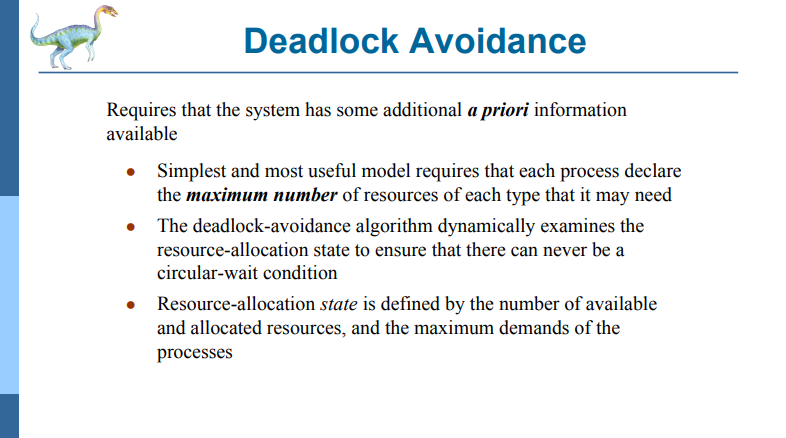 Deadlock Avoidance
Requires that the system has some additional a priori information
available
• Simplest and most useful model requires that each process declare
the maximum number of resources of each type that it may need
• The deadlock-avoidance algorithm dynamically examines the
resource-allocation state to ensure that there can never be a
circular-wait condition
• Resource-allocation state is defined by the number of available
and allocated resources, and the maximum demands of the
processes